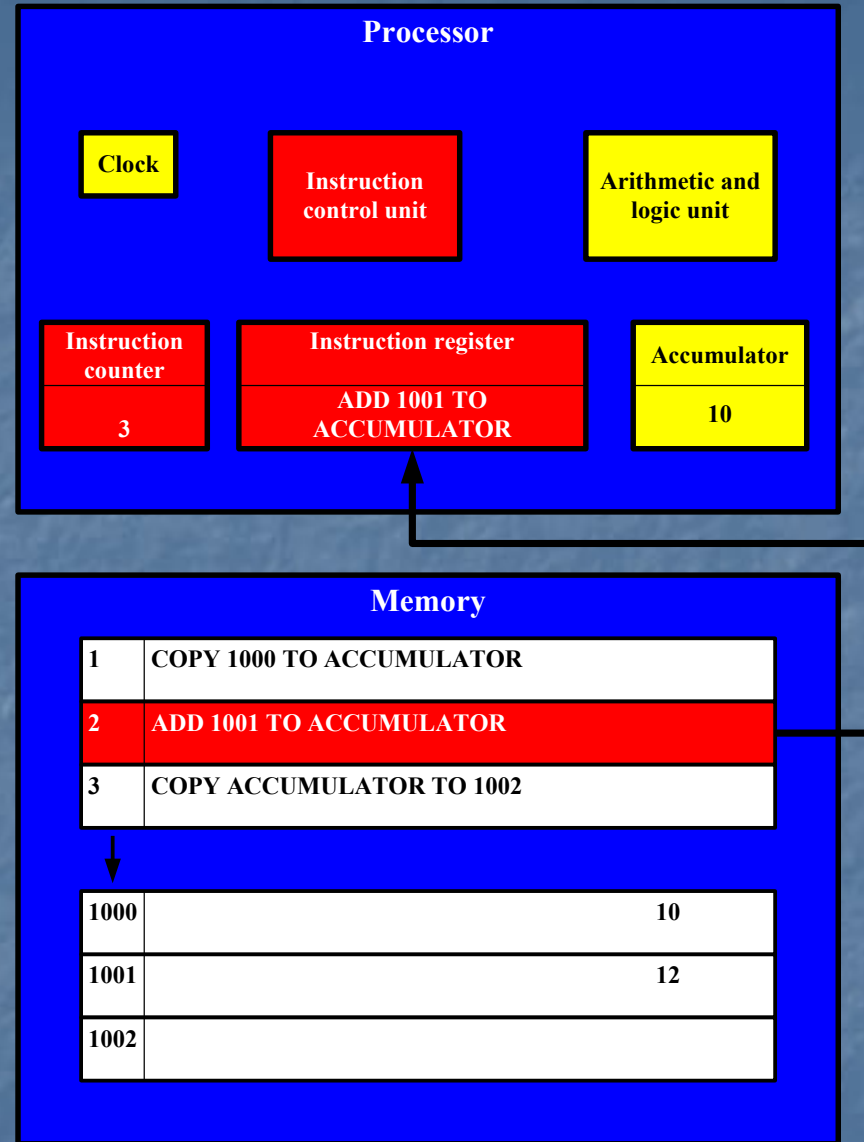 Processor
Clock
Instruction
control unit
Arithmetic and
logic unit
Instruction
counter
3
Instruction register
ADD 1001 TO
ACCUMULATOR
Accumulator
10
Memory
1 COPY 1000 TO ACCUMULATOR
2 ADD 1001 TO ACCUMULATOR
3 COPY ACCUMULATOR TO 1002
1000 10
1001 12
1002